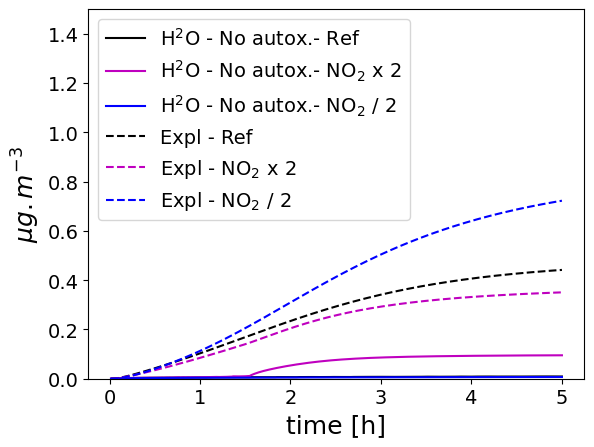 H²O - No autox.- Ref
H²O - No autox.- NO₂ x 2
H²O - No autox.- NO₂ / 2
Expl - Ref
Expl - NO₂ x 2
Expl - NO₂ / 2
1.4
1.2
1.0
0.8
0.6
0.4
0.2
0.0
μg.m⁻³
0 1 2 3 4 5
time [h]